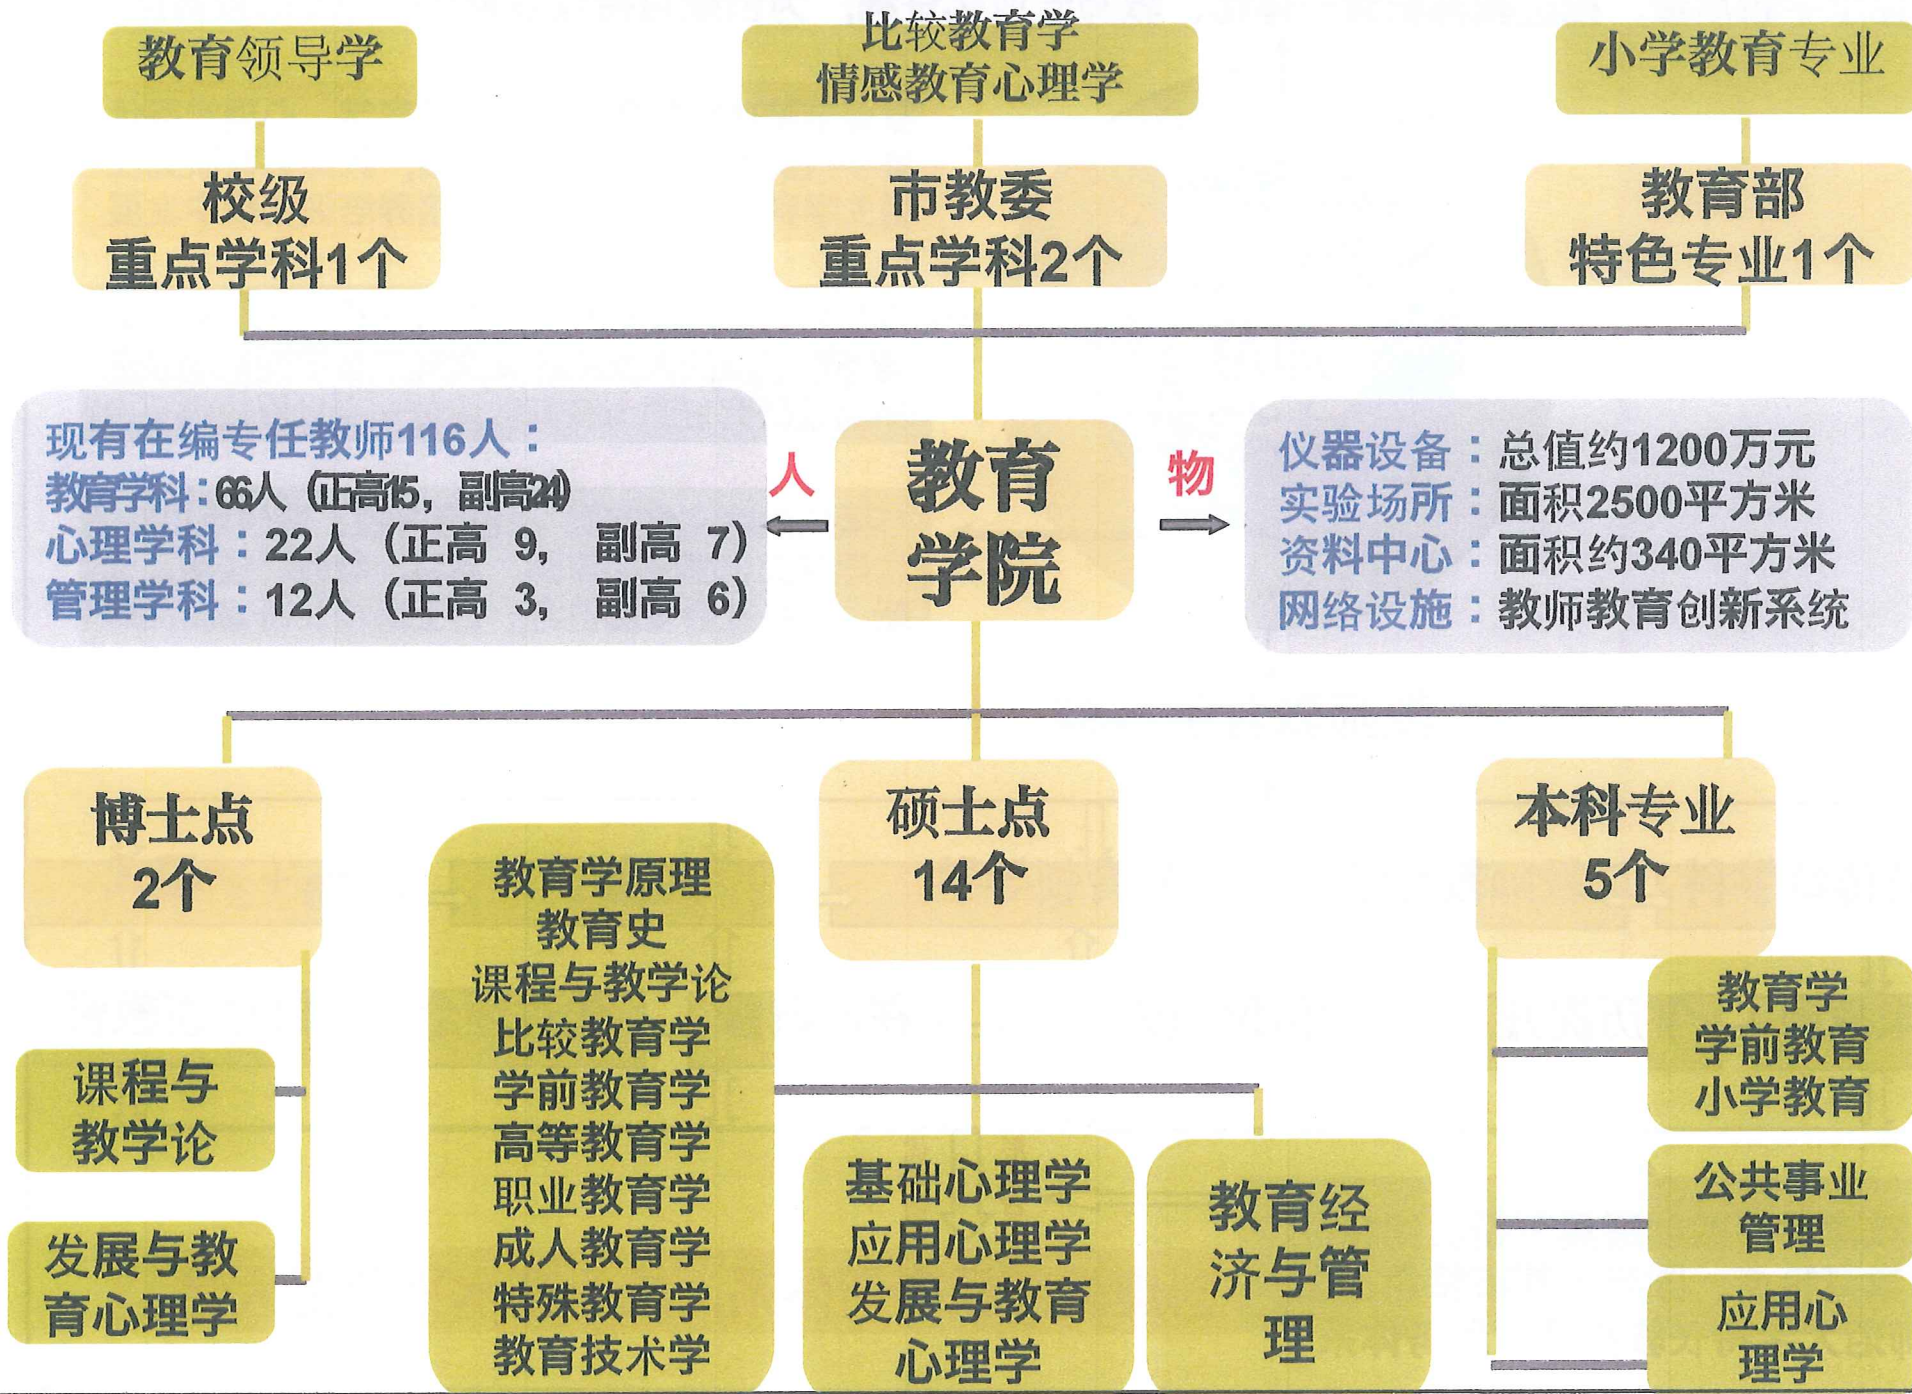 教育领导学
比较教育学
情感教育心理学
小学教育专业
校级
重点学科1个
市教委
重点学科2个
教育部
特色专业1个
现有在编专任教师116人：
教育学科：66人（正高15，副高24）
心理学科：22人（正高 9， 副高 7）
管理学科：12人（正高 3， 副高 6）
人
教育
学院
物
仪器设备：总值约1200万元
实验场所：面积2500平方米
资料中心：面积约340平方米
网络设施：教师教育创新系统
博士点
2个
硕士点
14个
本科专业
5个
课程与
教学论
发展与教
育心理学
教育学原理
教育史
课程与教学论
比较教育学
学前教育学
高等教育学
职业教育学
成人教育学
特殊教育学
教育技术学
基础心理学
应用心理学
发展与教育
心理学
教育经
济与管
理
教育学
学前教育
小学教育
公共事业
管理
应用心
理学